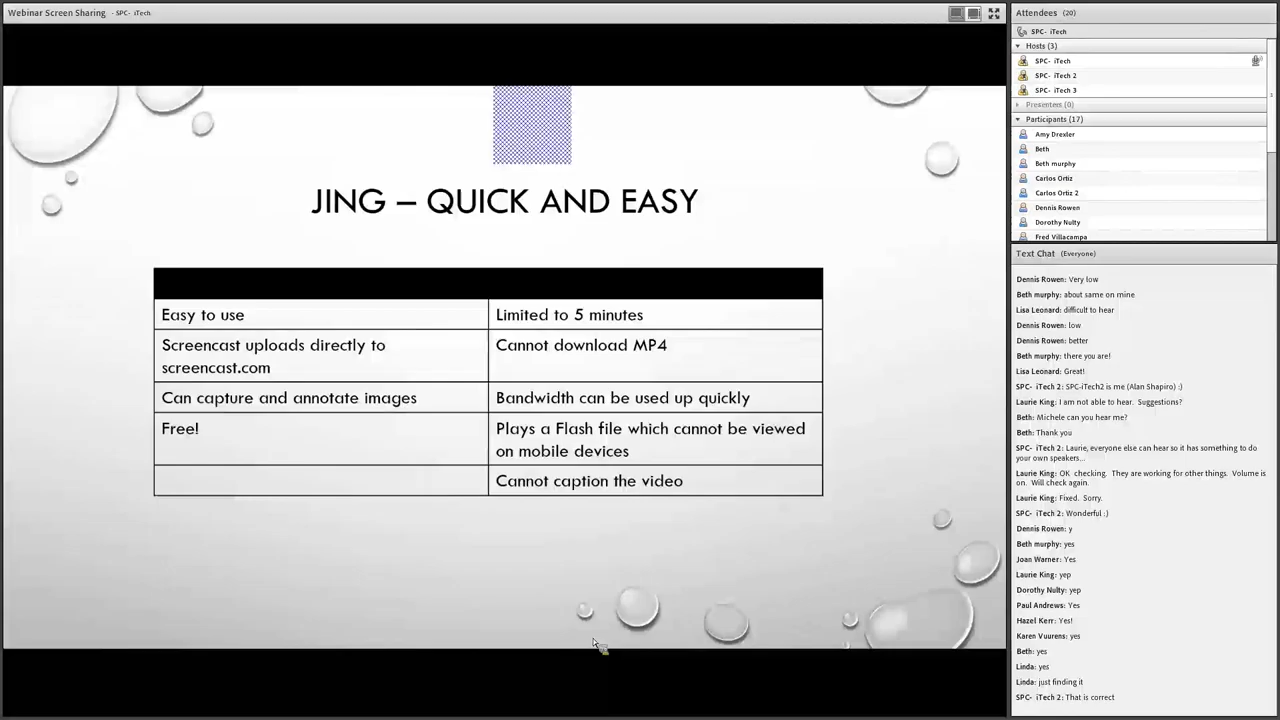 Webinar Screen Sharing - SPC- iTech
JING – QUICK AND EASY
Easy to use
Limited to 5 minutes
Screencast uploads directly to
screencast.com
Cannot download MP4
Can capture and annotate images
Bandwidth can be used up quickly
Free!
Plays a Flash file which cannot be viewed
on mobile devices
Cannot caption the video
Attendees (20)
SPC- iTech
Hosts (3)
SPC- iTech
SPC- iTech 2
SPC- iTech 3
Presenters (0)
Participants (17)
Amy Drexler
Beth
Beth murphy
Carlos Ortiz
Carlos Ortiz 2
Dennis Rowen
Dorothy Nulty
Fred Villacampa
Text Chat (Everyone)
Dennis Rowen: Very low
Beth murphy: about same on mine
Lisa Leonard: difficult to hear
Dennis Rowen: low
Dennis Rowen: better
Beth murphy: there you are!
Lisa Leonard: Great!
SPC- iTech 2: SPC-iTech2 is me (Alan Shapiro) :)
Laurie King: I am not able to hear. Suggestions?
Beth: Michele can you hear me?
Beth: Thank you
SPC- iTech 2: Laurie, everyone else can hear so it has something to do
your own speakers...
Laurie King: OK checking. They are working for other things. Volume is
on. Will check again.
Laurie King: Fixed. Sorry.
SPC- iTech 2: Wonderful :)
Dennis Rowen: y
Beth murphy: yes
Joan Warner: Yes
Laurie King: yep
Dorothy Nulty: yep
Paul Andrews: Yes
Hazel Kerr: Yes!
Karen Vuurens: yes
Beth: yes
Linda: yes
Linda: just finding it
SPC- iTech 2: That is correct